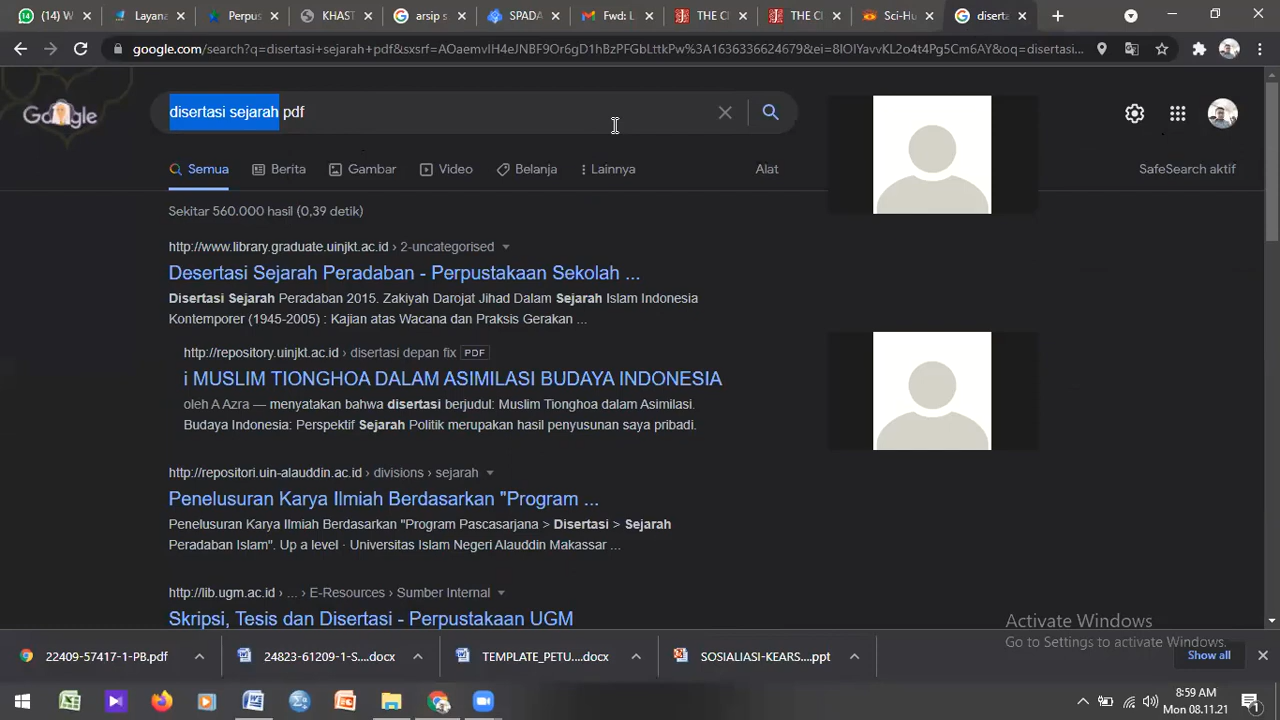 (14) W
Layana
Perpus
KHAST
arsip s
SPADA
Fwd: L
THE C
THE C
Sci-Hu
diserta
google.com/search?q=disertasi+sejarah+pdf&sxsrf=AOaemvIH4eJNBF9Or6gD1hBzPFGbLttkPw%3A1636336624679&ei=8IOIYavvKL2o4t4Pg5Cm6AY&oq=disertasi...
Google
disertasi sejarah pdf
Semua
Berita
Gambar
Video
Belanja
Lainnya
Alat
SafeSearch aktif
Sekitar 560.000 hasil (0,39 detik)
http://www.library.graduate.uinjkt.ac.id › 2-uncategorised
Desertasi Sejarah Peradaban - Perpustakaan Sekolah ...
Disertasi Sejarah Peradaban 2015. Zakiyah Darojat Jihad Dalam Sejarah Islam Indonesia
Kontemporer (1945-2005) : Kajian atas Wacana dan Praksis Gerakan ...
http://repository.uinjkt.ac.id › disertasi depan fix PDF
i MUSLIM TIONGHOA DALAM ASIMILASI BUDAYA INDONESIA
oleh A Azra — menyatakan bahwa disertasi berjudul: Muslim Tionghoa dalam Asimilasi.
Budaya Indonesia: Perspektif Sejarah Politik merupakan hasil penyusunan saya pribadi.
http://repositori.uin-alauddin.ac.id › divisions › sejarah
Penelusuran Karya Ilmiah Berdasarkan "Program ...
Penelusuran Karya Ilmiah Berdasarkan "Program Pascasarjana > Disertasi > Sejarah
Peradaban Islam". Up a level · Universitas Islam Negeri Alauddin Makassar ...
http://lib.ugm.ac.id › ... › E-Resources › Sumber Internal
Skripsi, Tesis dan Disertasi - Perpustakaan UGM
Activate Windows
Go to Settings to activate Windows.
22409-57417-1-PB.pdf
24823-61209-1-S....docx
TEMPLATE_PETU....docx
SOSIALIASI-KEARS....ppt
Show all
8:59 AM
Mon 08.11.21